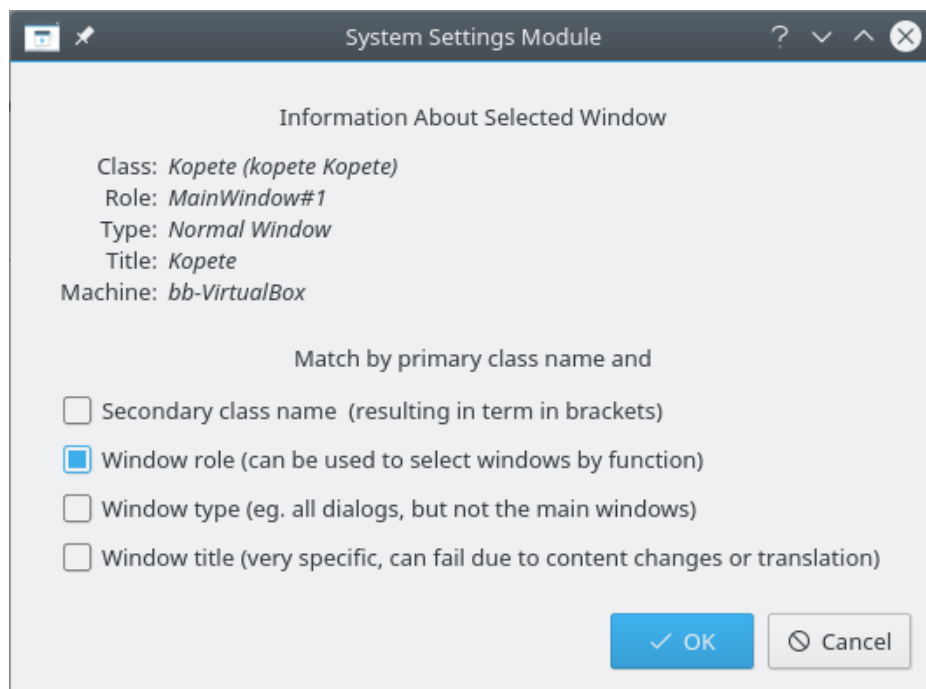 System Settings Module ?
Information About Selected Window
Class: Kopete (kopete Kopete)
Role: MainWindow#1
Type: Normal Window
Title: Kopete
Machine: bb-VirtualBox
Match by primary class name and
Secondary class name (resulting in term in brackets)
Window role (can be used to select windows by function)
Window type (eg. all dialogs, but not the main windows)
Window title (very specific, can fail due to content changes or translation)
OK Cancel